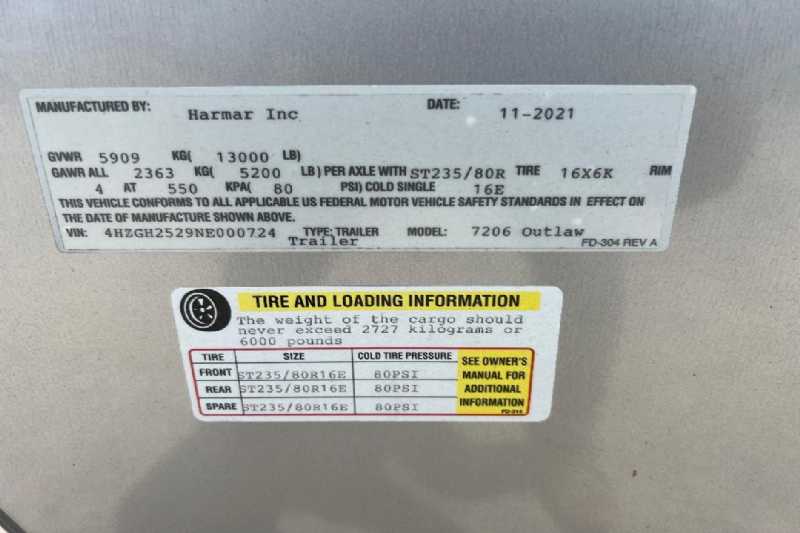 MANUFACTURED BY: Harmar Inc DATE: 11-2021
GVWR 5909 KG( 13000 LB)
GAWR ALL 2363 KG( 5200 LB) PER AXLE WITH ST235/80R TIRE 16X6K RIM
4 AT 550 KPA( 80 PSI) COLD SINGLE 16E
THIS VEHICLE CONFORMS TO ALL APPLICABLE US FEDERAL MOTOR VEHICLE SAFETY STANDARDS IN EFFECT ON
THE DATE OF MANUFACTURE SHOWN ABOVE.
VIN: 4HZGH2529NE000724 TYPE: TRAILER MODEL: 7206 Outlaw
Trailer FD-304 REV A
TIRE AND LOADING INFORMATION
The weight of the cargo should
never exceed 2727 kilograms or
6000 pounds
TIRE SIZE COLD TIRE PRESSURE
FRONT ST235/80R16E 80PSI
REAR ST235/80R16E 80PSI
SPARE ST235/80R16E 80PSI
SEE OWNER'S
MANUAL FOR
ADDITIONAL
INFORMATION